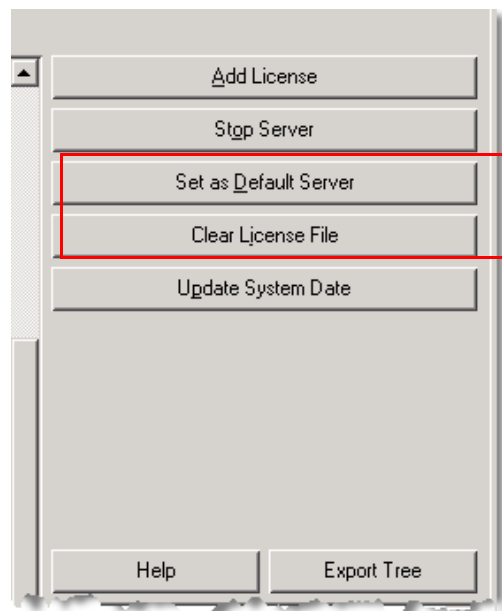 Add License
Stop Server
Set as Default Server
Clear License File
Update System Date
Help
Export Tree